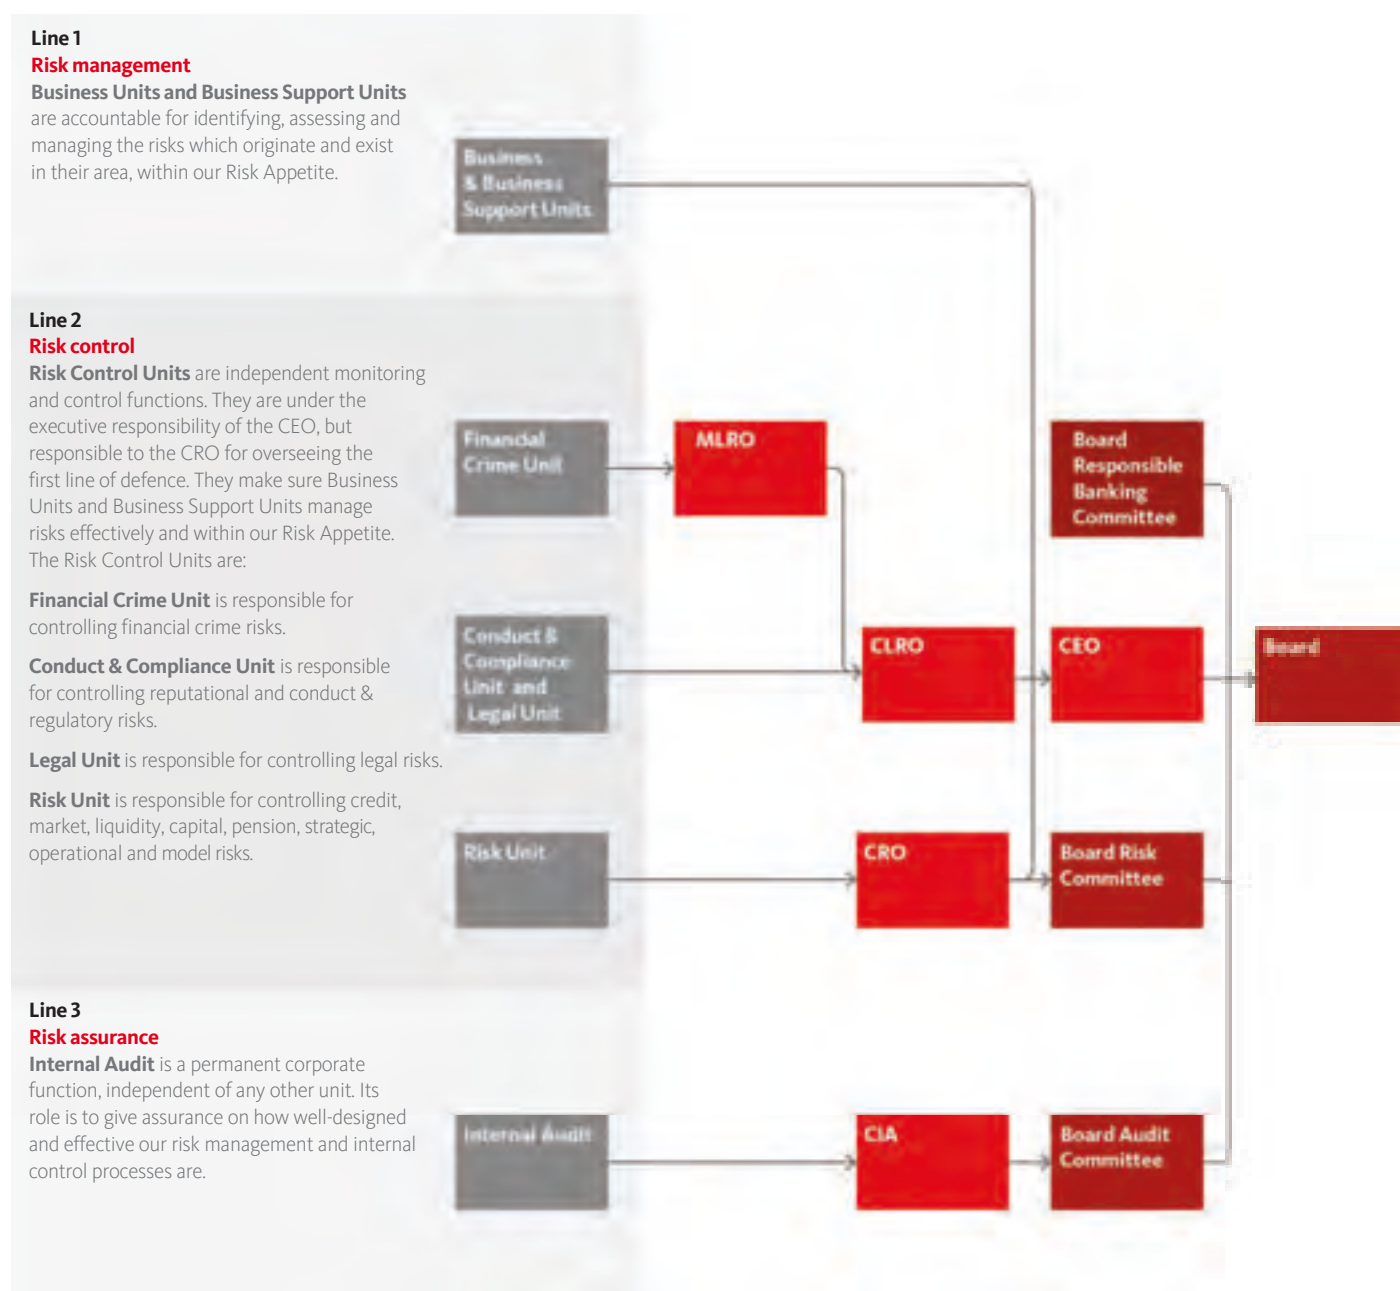 Line 1
Risk management
Business Units and Business Support Units
are accountable for identifying, assessing and
managing the risks which originate and exist
in their area, within our Risk Appetite.
Business
& Business
Support Units
Line 2
Risk control
Risk Control Units are independent monitoring
and control functions. They are under the
executive responsibility of the CEO, but
responsible to the CRO for overseeing the
first line of defence. They make sure Business
Units and Business Support Units manage
risks effectively and within our Risk Appetite.
The Risk Control Units are:
Financial Crime Unit is responsible for
controlling financial crime risks.
Conduct & Compliance Unit is responsible
for controlling reputational and conduct &
regulatory risks.
Legal Unit is responsible for controlling legal risks.
Risk Unit is responsible for controlling credit,
market, liquidity, capital, pension, strategic,
operational and model risks.
Financial
Crime Unit
MLRO
Board
Responsible
Banking
Committee
Conduct &
Compliance
Unit and
Legal Unit
CLRO
CEO
Board
Risk Unit
CRO
Board Risk
Committee
Line 3
Risk assurance
Internal Audit is a permanent corporate
function, independent of any other unit. Its
role is to give assurance on how well-designed
and effective our risk management and internal
control processes are.
Internal Audit
CIA
Board Audit
Committee